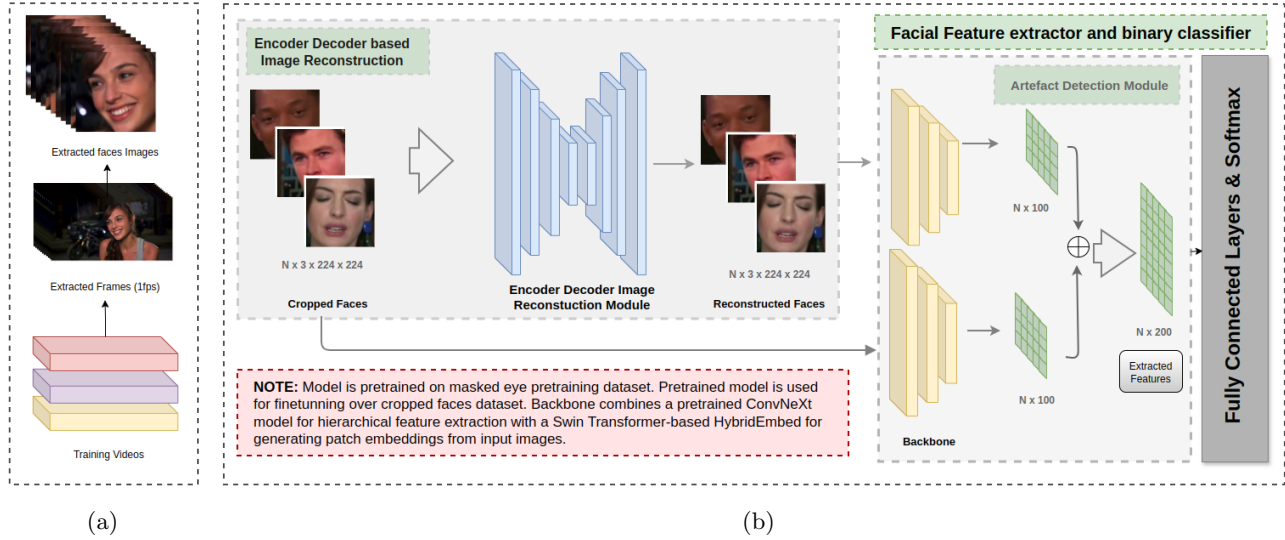 Extracted faces Images
Extracted Frames (1fps)
Training Videos
(a)
Encoder Decoder based
Image Reconstruction
N x 3 x 224 x 224
Cropped Faces
Encoder Decoder Image
Reconstuction Module
N x 3 x 224 x 224
Reconstructed Faces
NOTE: Model is pretrained on masked eye pretraining dataset. Pretrained model is used
for finetunning over cropped faces dataset. Backbone combines a pretrained ConvNeXt
model for hierarchical feature extraction with a Swin Transformer-based HybridEmbed for
generating patch embeddings from input images.
Facial Feature extractor and binary classifier
Artefact Detection Module
N x 100
N x 100
N x 200
Extracted
Features
Backbone
Fully Connected Layers & Softmax
(b)